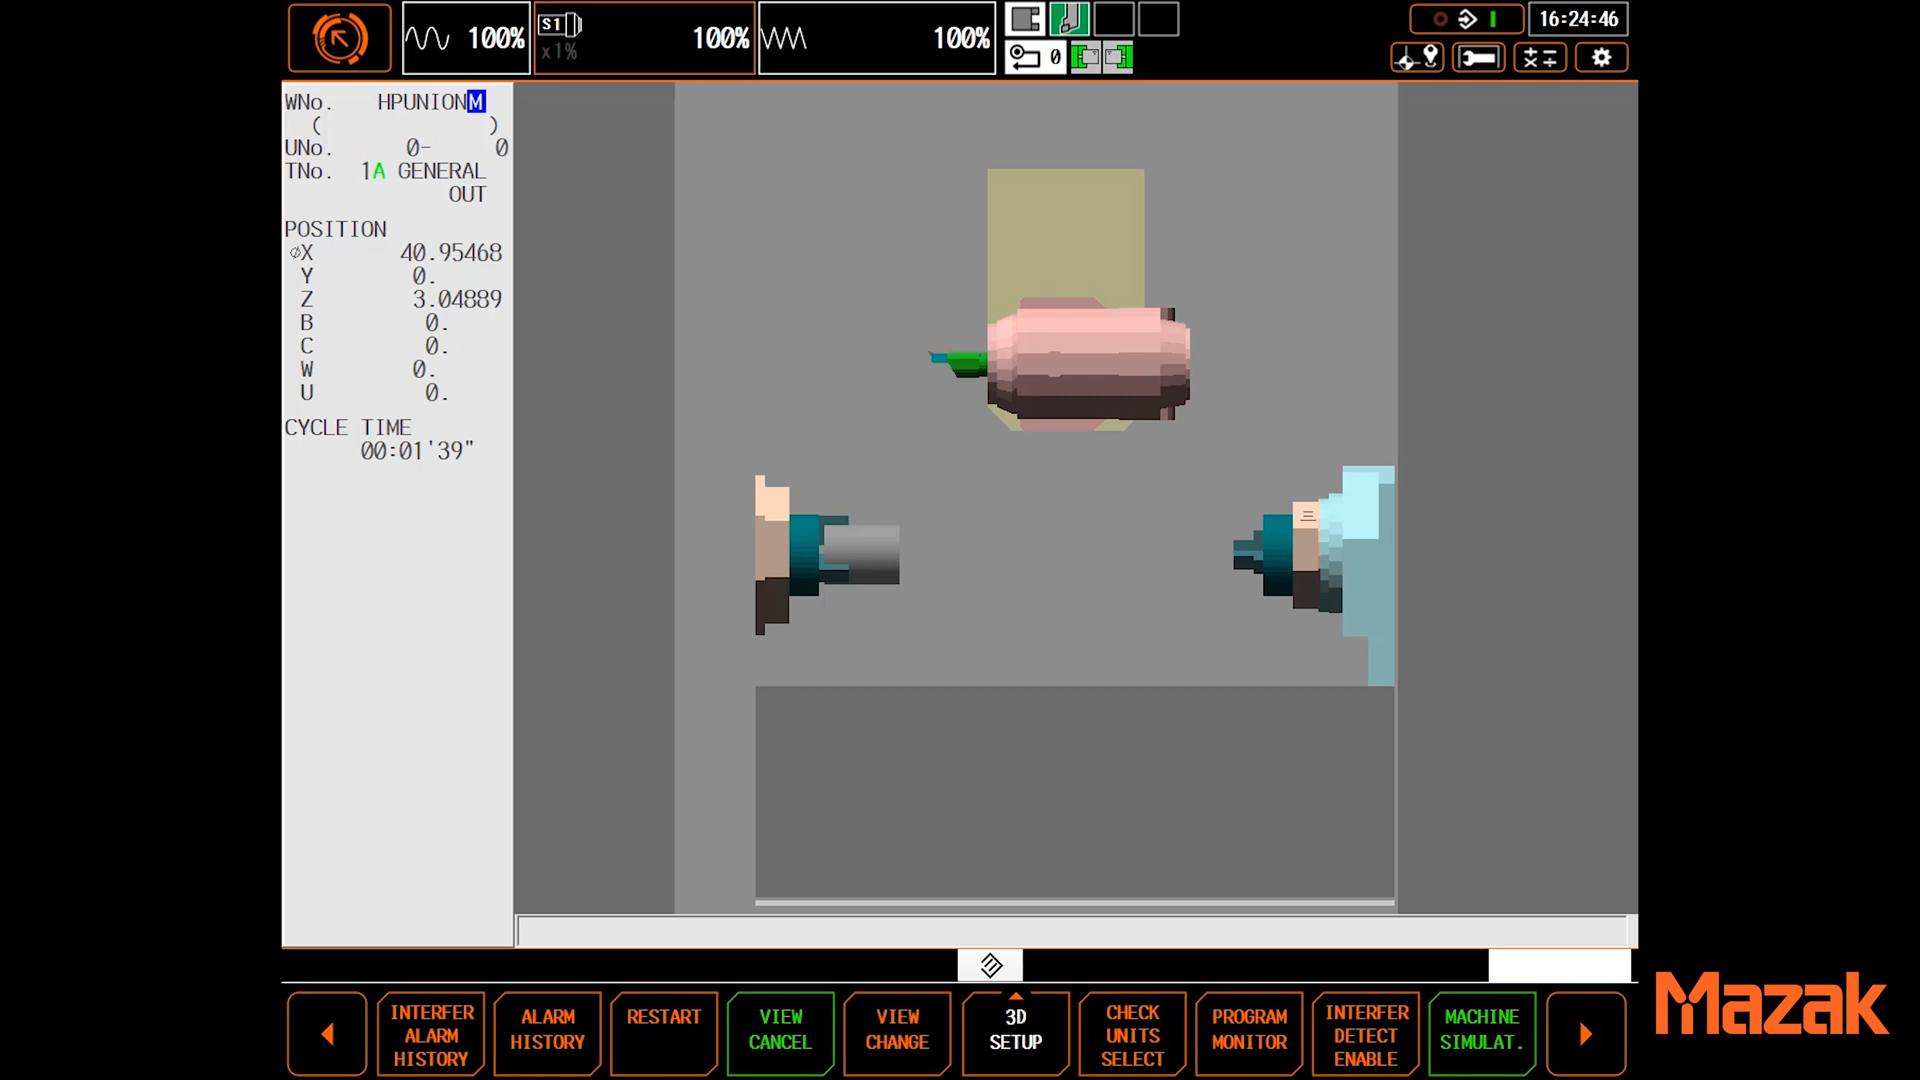 100%
S1
x1%
100%
100%
0
16:24:46
WNo. HPUNIONM
( )
UNo. 0- 0
TNo. 1A GENERAL
OUT
POSITION
⌀X 40.95468
Y 0.
Z 3.04889
B 0.
C 0.
W 0.
U 0.
CYCLE TIME
00:01'39"
INTERFER
ALARM
HISTORY
ALARM
HISTORY
RESTART
VIEW
CANCEL
VIEW
CHANGE
3D
SETUP
CHECK
UNITS
SELECT
PROGRAM
MONITOR
INTERFER
DETECT
ENABLE
MACHINE
SIMULAT.
Mazak